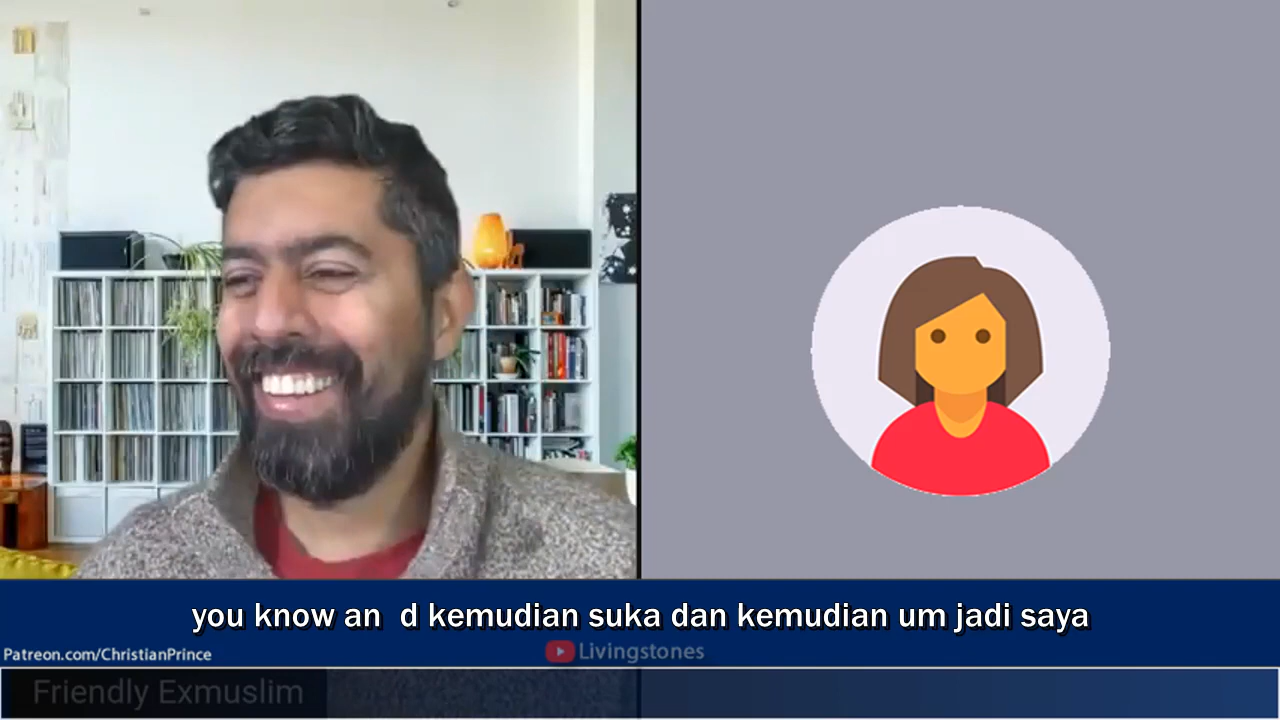 you know an  d kemudian suka dan kemudian um jadi saya
Patreon.com/ChristianPrince
Livingstones
Friendly Exmuslim